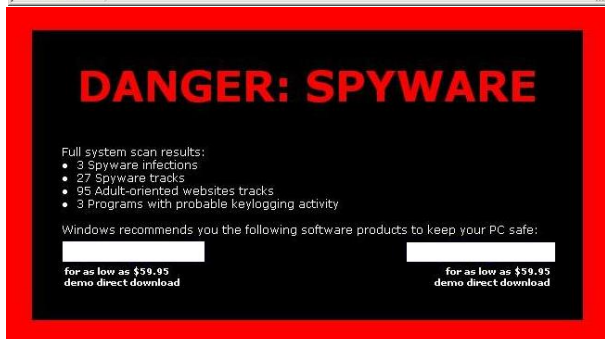 DANGER: SPYWARE
Full system scan results:
• 3 Spyware infections
• 27 Spyware tracks
• 95 Adult-oriented websites tracks
• 3 Programs with probable keylogging activity
Windows recommends you the following software products to keep your PC safe:
for as low as $59.95
demo direct download
for as low as $59.95
demo direct download